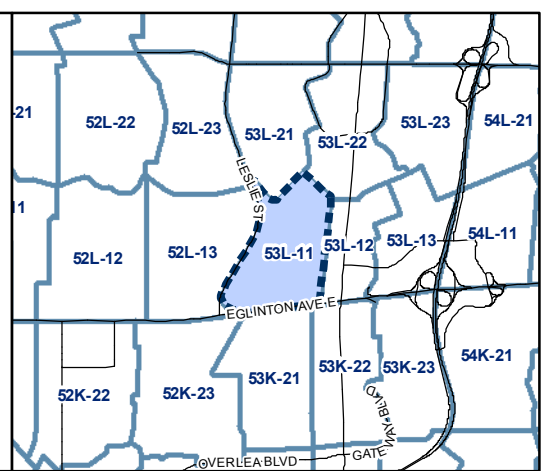 -21
52L-22
52L-23
53L-21
53L-22
53L-23
54L-21
LESLIE ST
11
52L-12
52L-13
53L-11
53L-12
53L-13
54L-11
EGLINTON AVE E
52K-22
52K-23
53K-21
53K-22
53K-23
54K-21
OVERLEA BLVD
GATEWAY BLVD